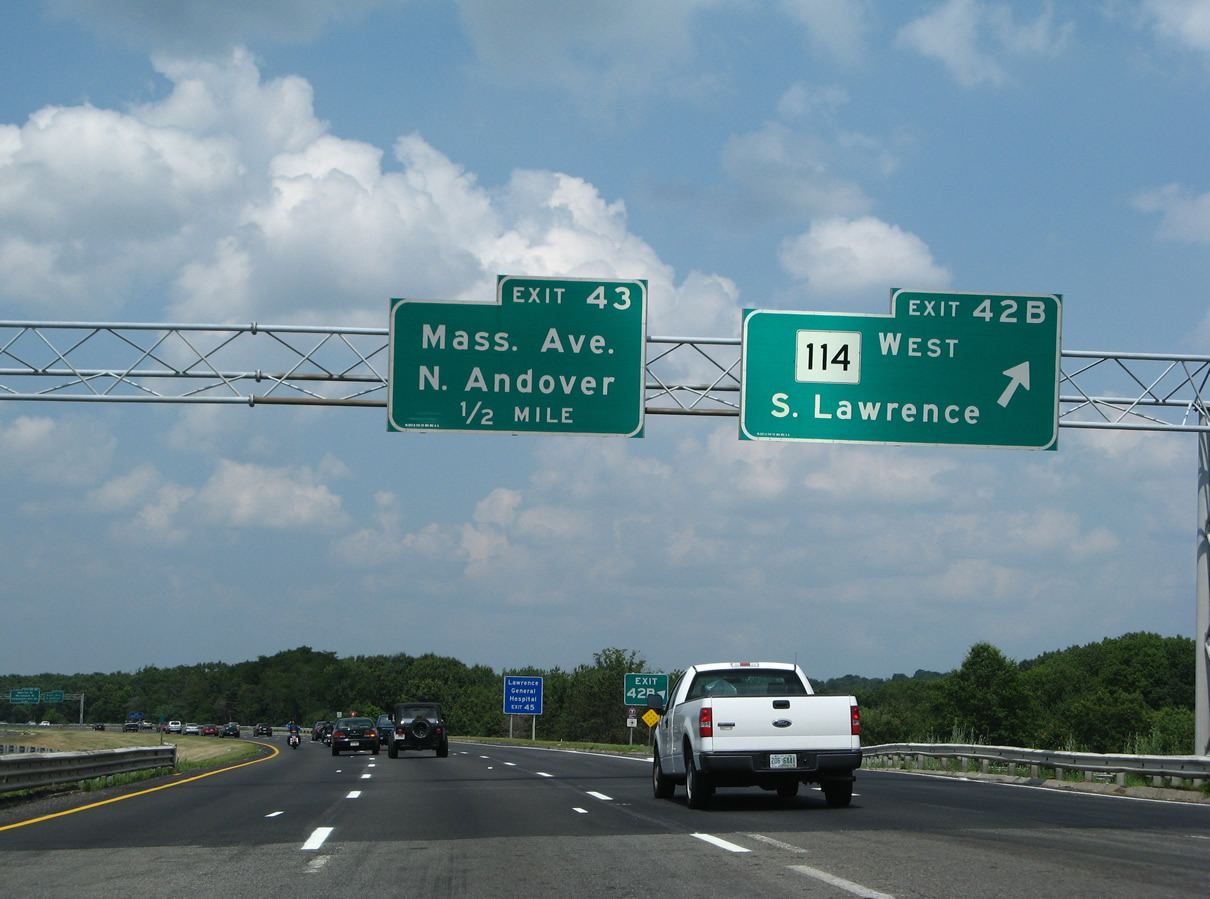 EXIT 43
Mass. Ave.
N. Andover
1/2 MILE
EXIT 42B
114 WEST
S. Lawrence
Lawrence
General
Hospital
EXIT 45
EXIT
42B
Ford